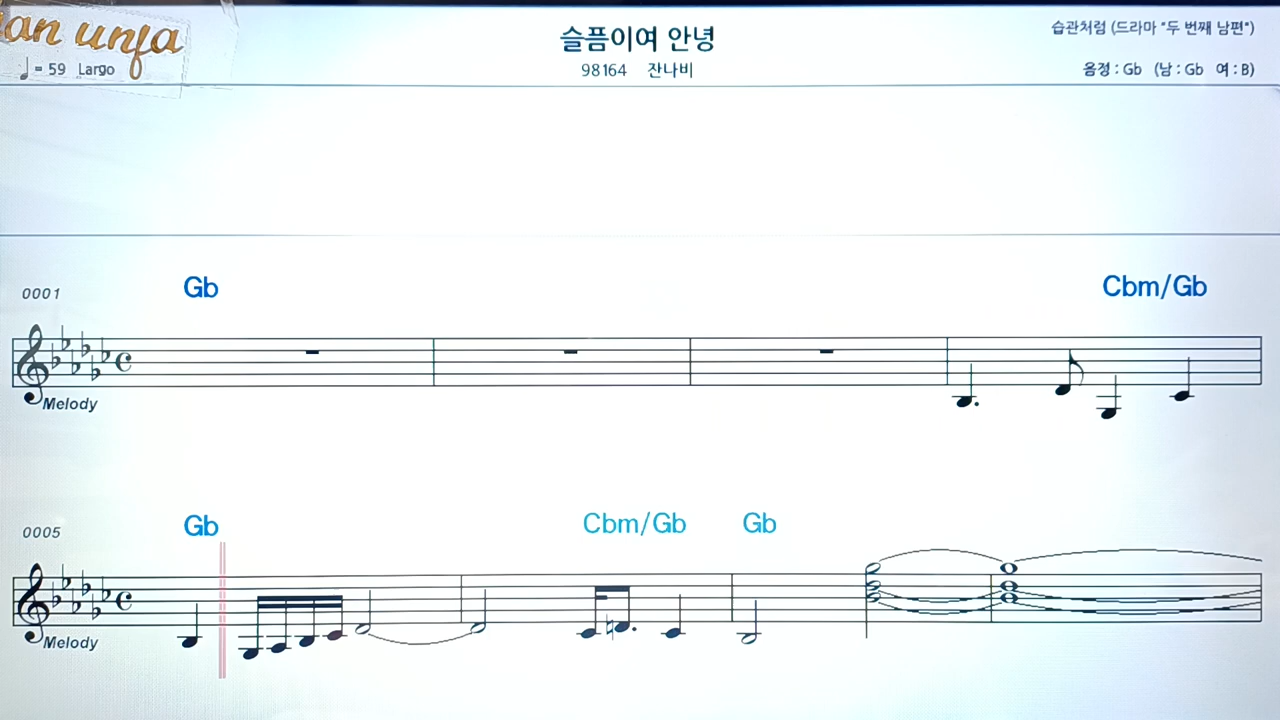 an unfa
슬픔이여 안녕
습관처럼 (드라마 "두 번째 남편")
♩= 59 Largo
98164 잔나비
음정 : Gb (남 : Gb 여 : B)
0001 Gb Cbm/Gb
Melody
0005 Gb Cbm/Gb Gb
Melody